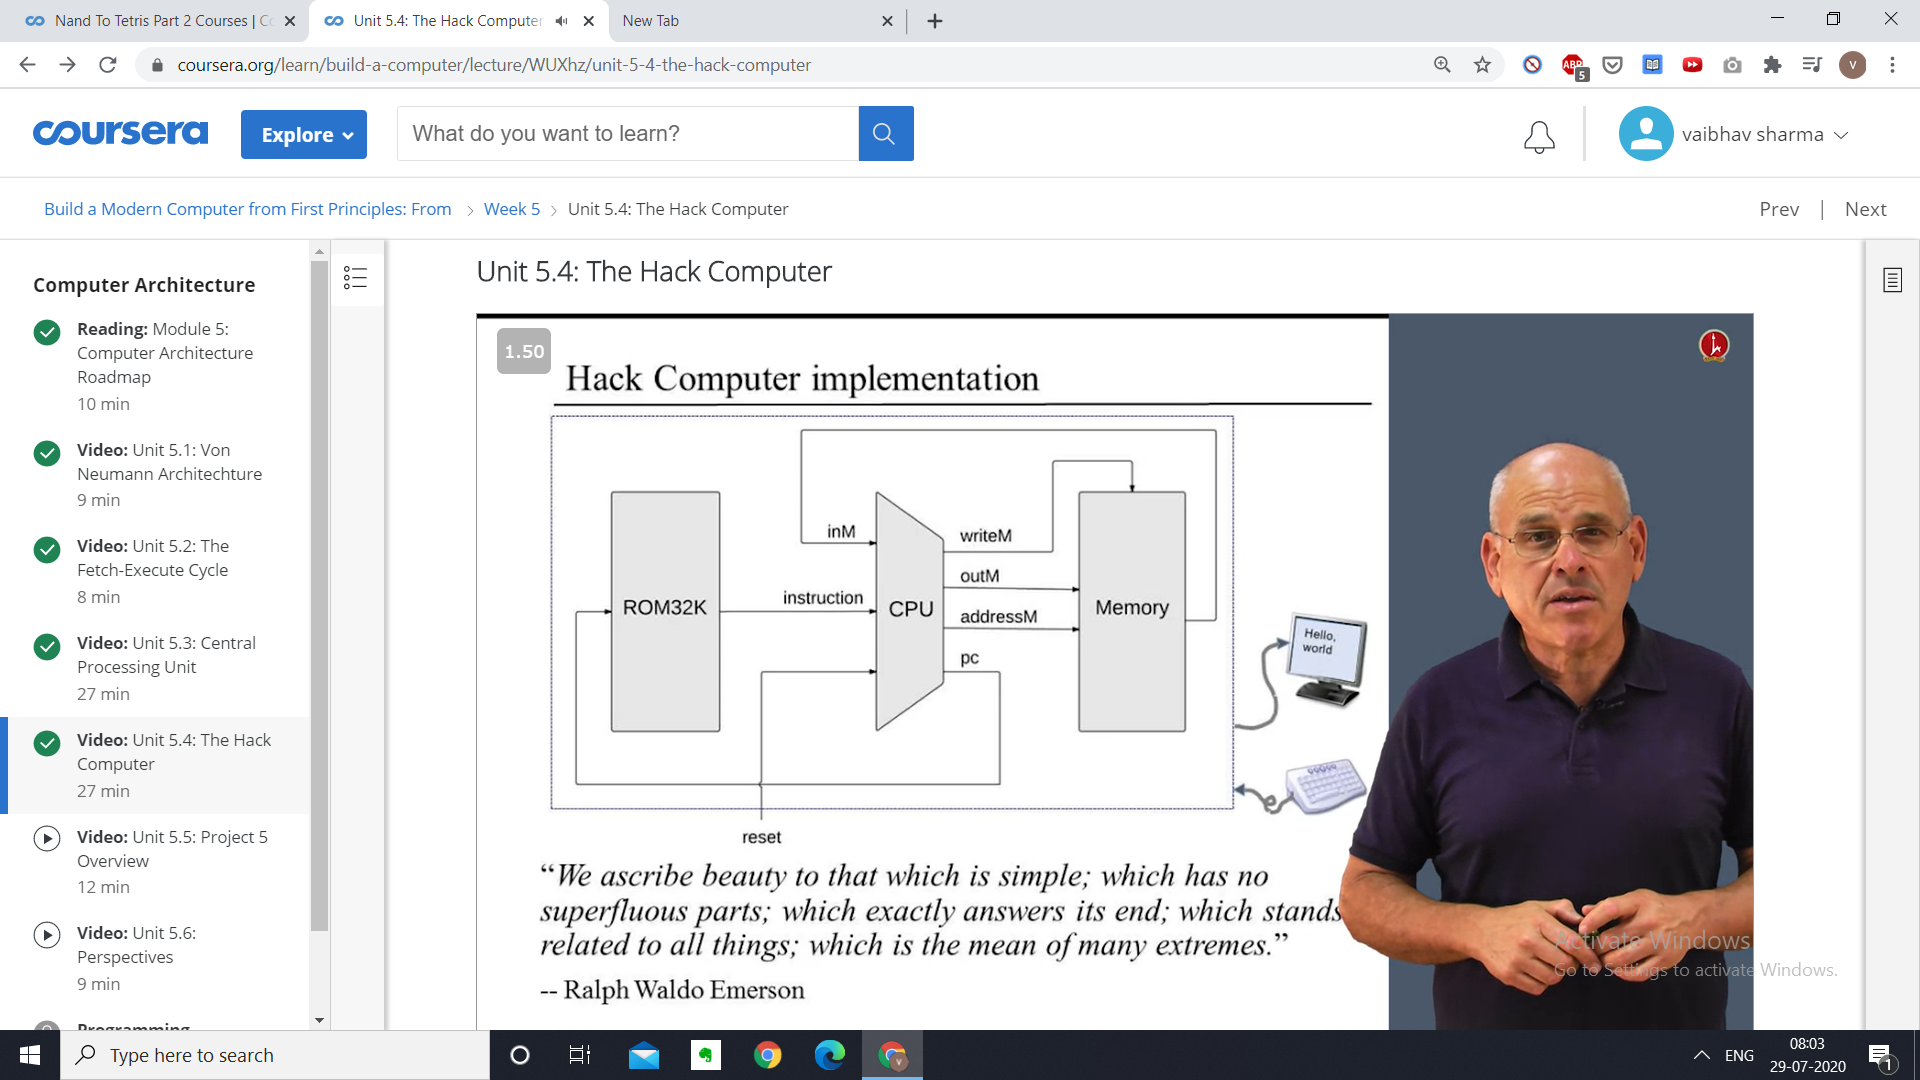 Nand To Tetris Part 2 Courses | Co
Unit 5.4: The Hack Computer
New Tab
coursera.org/learn/build-a-computer/lecture/WUXhz/unit-5-4-the-hack-computer
ABP
5
V
coursera
Explore
What do you want to learn?
vaibhav sharma
Build a Modern Computer from First Principles: From
Week 5
Unit 5.4: The Hack Computer
Prev | Next
Computer Architecture
Reading: Module 5:
Computer Architecture
Roadmap
10 min
Video: Unit 5.1: Von
Neumann Architechture
9 min
Video: Unit 5.2: The
Fetch-Execute Cycle
8 min
Video: Unit 5.3: Central
Processing Unit
27 min
Video: Unit 5.4: The Hack
Computer
27 min
Video: Unit 5.5: Project 5
Overview
12 min
Video: Unit 5.6:
Perspectives
9 min
Programming
Unit 5.4: The Hack Computer
1.50
Hack Computer implementation
inM
writeM
outM
instruction
ROM32K
CPU
Memory
addressM
pc
Hello,
world
reset
“We ascribe beauty to that which is simple; which has no
superfluous parts; which exactly answers its end; which stands
related to all things; which is the mean of many extremes.”
-- Ralph Waldo Emerson
Activate Windows
Go to Settings to activate Windows.
Type here to search
V
ENG
08:03
29-07-2020
1